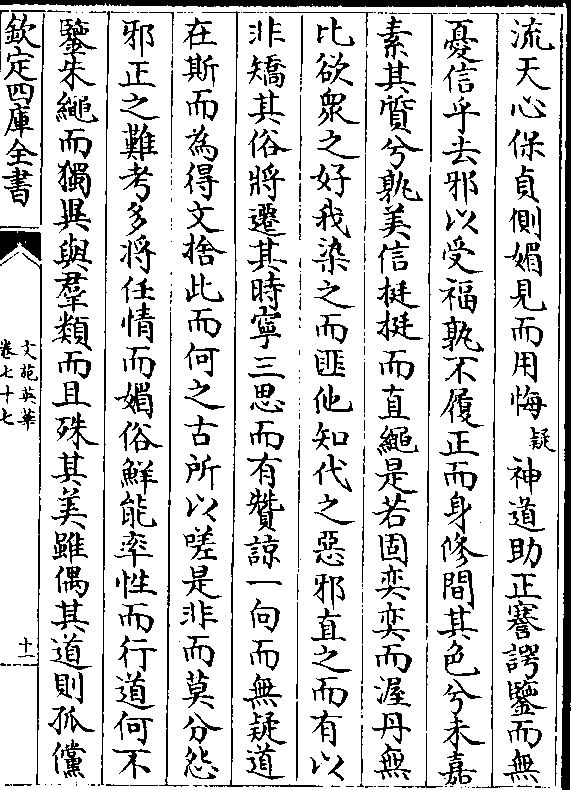 流天心保貞側媚見而用悔疑神道助正謇諤鑒而無
憂信乎去邪以受福孰不履正而身修間其色兮未嘉
素其質兮孰美信挺挺而直繩是若固奕奕而渥丹無
比欲衆之好我染之而匪他知代之惡邪直之而有以
非矯其俗將遷其時寧三思而有贊諒一向而無疑道
在斯而為得文捨此而何之古所以嗟是非而莫分怨
邪正之難考多將任情而媚俗鮮能率性而行道何不
鑒朱繩而獨異與羣類而且殊其美雖偶其道則孤儻
欽定四庫全書
文苑英華
卷七十七
十一